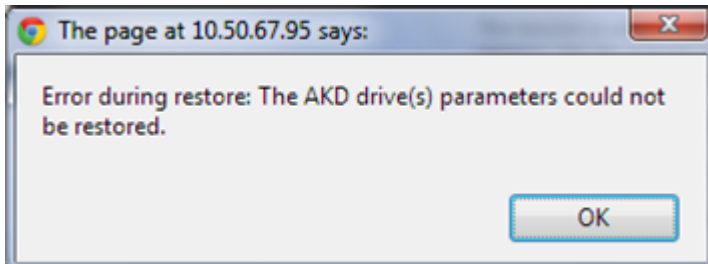 The page at 10.50.67.95 says:
Error during restore: The AKD drive(s) parameters could not
be restored.
OK